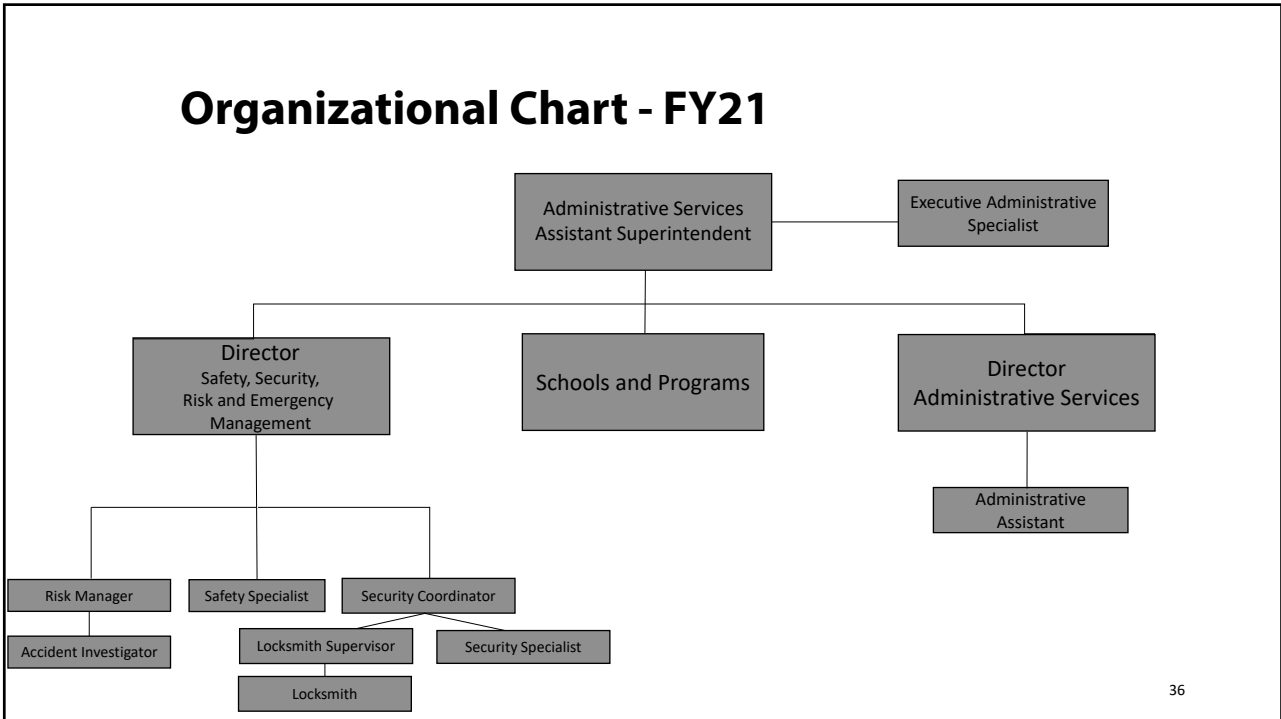 Organizational Chart - FY21
Administrative Services
Assistant Superintendent
Executive Administrative
Specialist
Director
Safety, Security,
Risk and Emergency
Management
Schools and Programs
Director
Administrative Services
Administrative
Assistant
Risk Manager
Safety Specialist
Security Coordinator
Accident Investigator
Locksmith Supervisor
Security Specialist
Locksmith
36